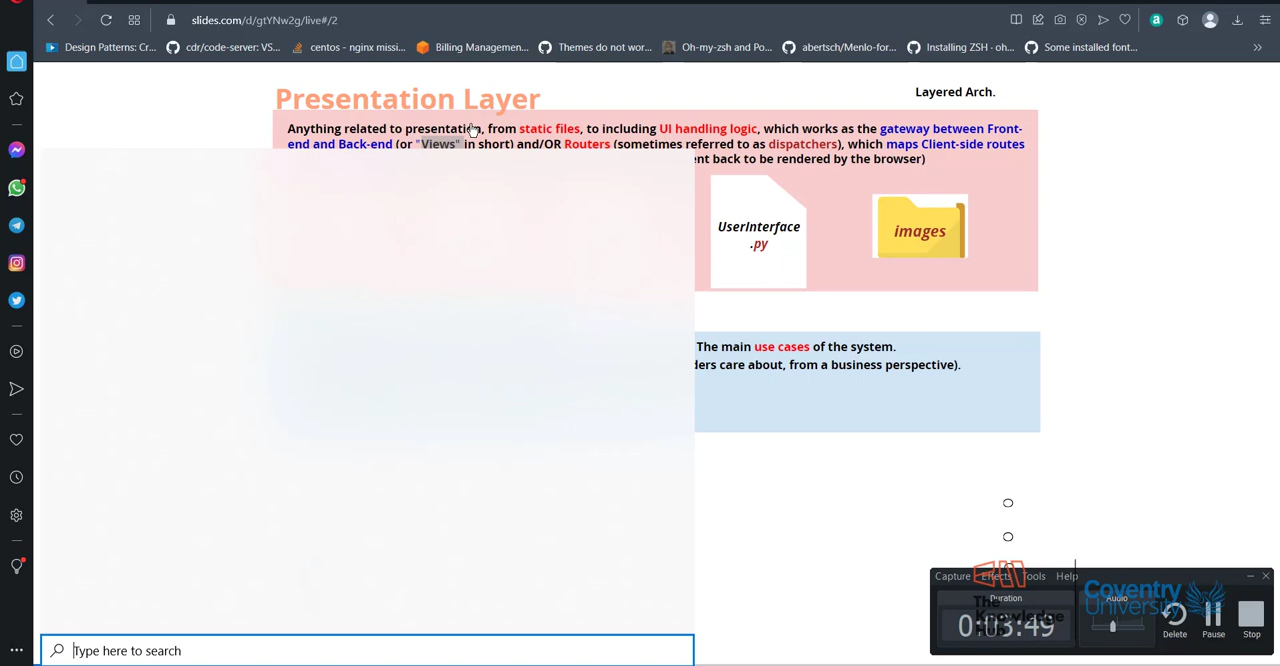 slides.com/d/gtYNw2g/live#/2
Design Patterns: Cr...
cdr/code-server: VS...
centos - nginx missi...
Billing Managemen...
Themes do not wor...
Oh-my-zsh and Po...
abertsch/Menlo-for...
Installing ZSH · oh...
Some installed font...
Presentation Layer
Layered Arch.
Anything related to presentation, from static files, to including UI handling logic, which works as the gateway between Front-
end and Back-end (or "Views" in short) and/OR Routers (sometimes referred to as dispatchers), which maps Client-side routes
ent back to be rendered by the browser)
UserInterface
.py
images
The main use cases of the system.
ders care about, from a business perspective).
Capture Effects Tools Help
Duration
Audio
0:03:49
The
Knowledge
Hub
Coventry
University
Delete
Pause
Stop
Type here to search